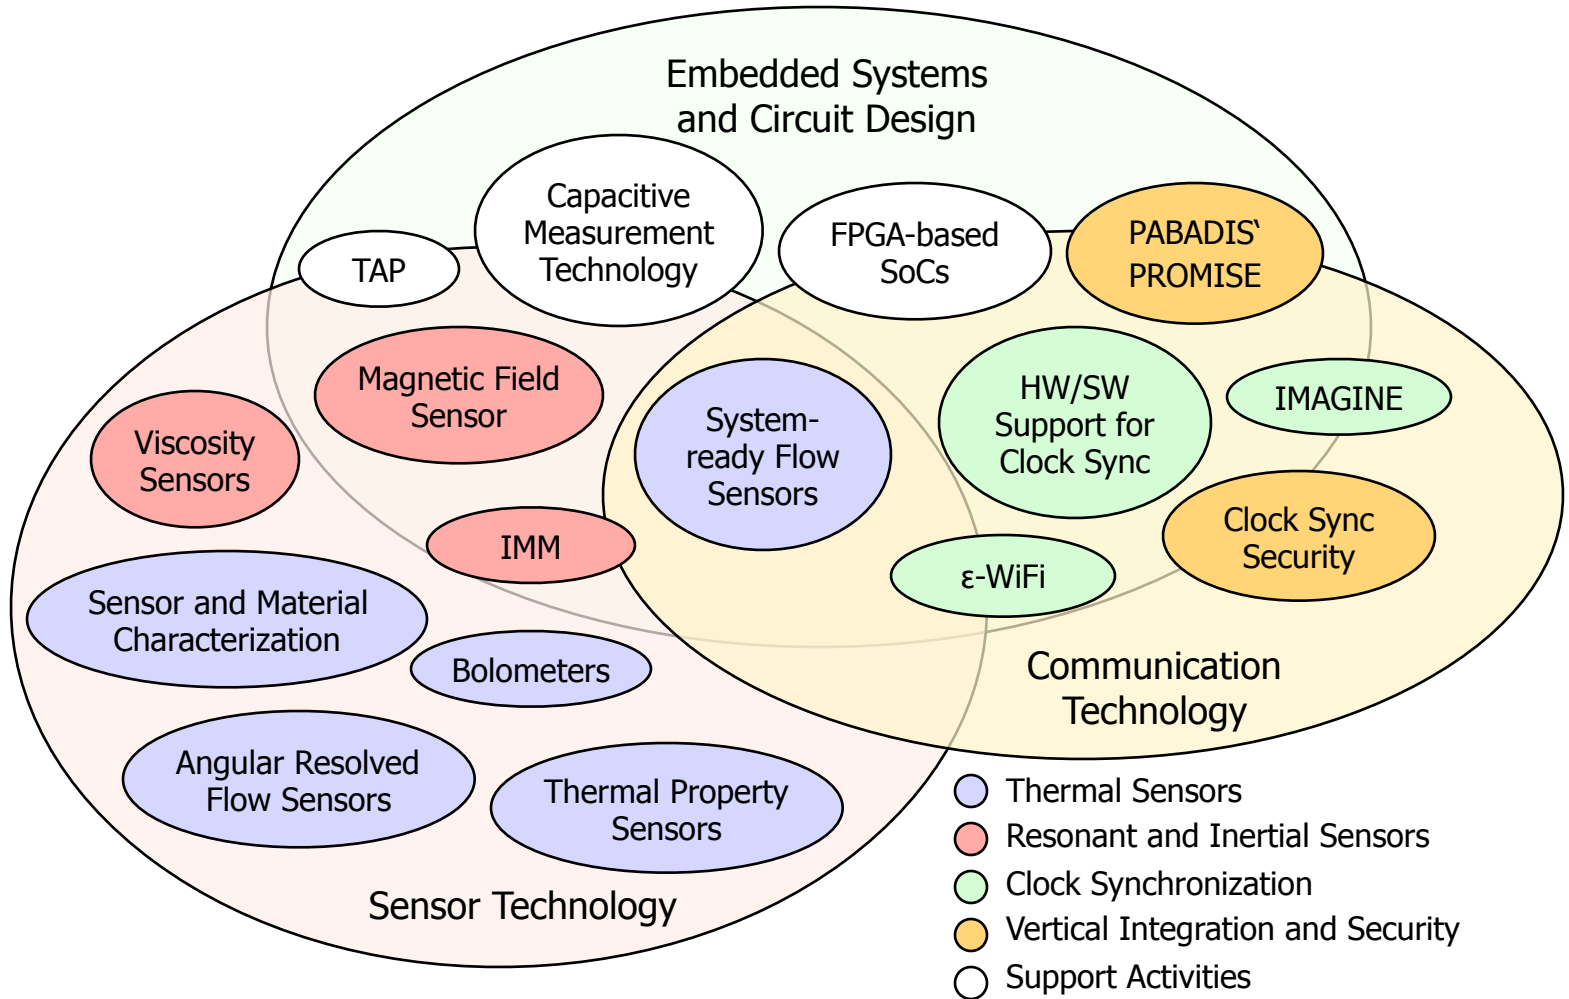 Embedded Systems
and Circuit Design
Capacitive
Measurement
Technology
FPGA-based
SoCs
PABADIS‘
PROMISE
TAP
Magnetic Field
Sensor
System-
ready Flow
Sensors
HW/SW
Support for
Clock Sync
IMAGINE
Viscosity
Sensors
IMM
ε-WiFi
Clock Sync
Security
Sensor and Material
Characterization
Bolometers
Communication
Technology
Angular Resolved
Flow Sensors
Thermal Property
Sensors
Sensor Technology
Thermal Sensors
Resonant and Inertial Sensors
Clock Synchronization
Vertical Integration and Security
Support Activities